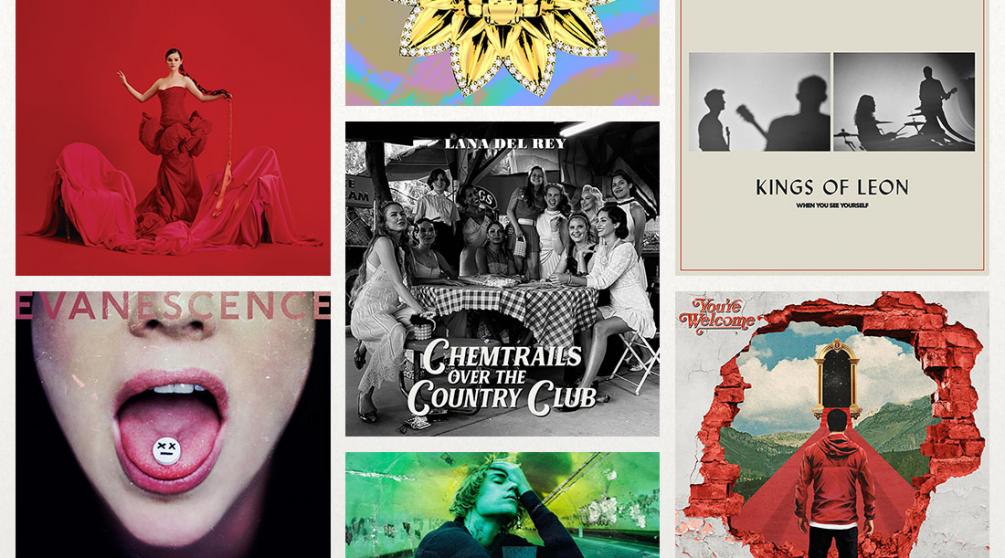 LANA DEL REY
CHEMTRAILS
OVER THE
COUNTRY CLUB
KINGS OF LEON
WHEN YOU SEE YOURSELF
EVANESCENCE
You're
Welcome